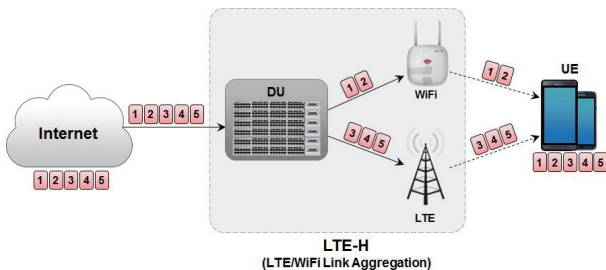 Internet
1 2 3 4 5
1 2 3 4 5
DU
1 2
3 4 5
WiFi
LTE
1 2
3 4 5
UE
1 2 3 4 5
LTE-H
(LTE/WiFi Link Aggregation)